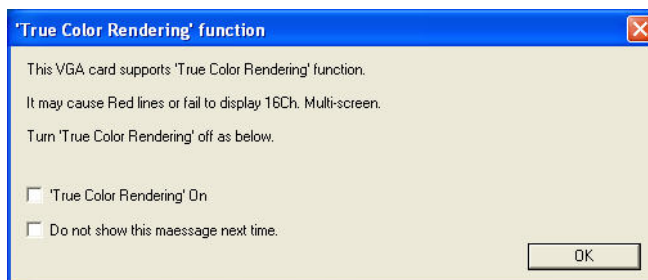 'True Color Rendering' function
This VGA card supports 'True Color Rendering' function.
It may cause Red lines or fail to display 16Ch. Multi-screen.
Turn 'True Color Rendering' off as below.
'True Color Rendering' On
Do not show this maessage next time.
OK